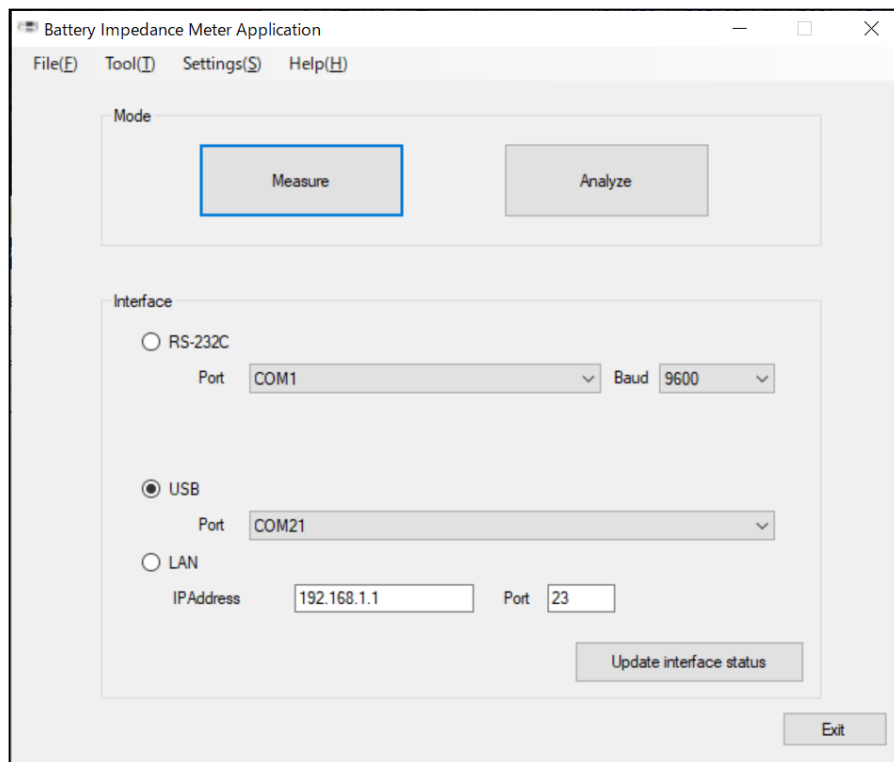 Battery Impedance Meter Application
File(F) Tool(T) Settings(S) Help(H)
Mode
Measure Analyze
Interface
RS-232C
Port COM1 Baud 9600
USB
Port COM21
LAN
IPAddress 192.168.1.1 Port 23
Update interface status
Exit